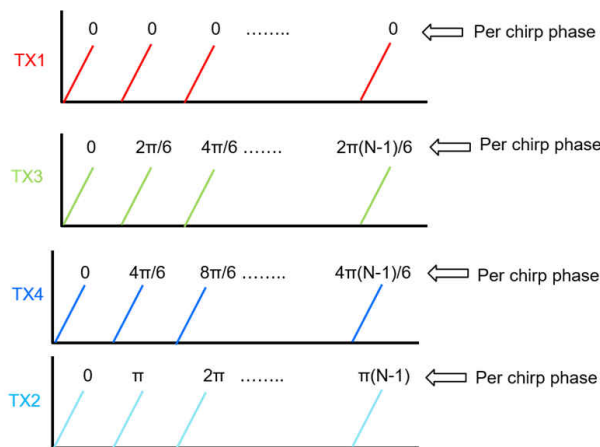 0 0 0 ........ 0 Per chirp phase
TX1
0 2π/6 4π/6 ....... 2π(N-1)/6 Per chirp phase
TX3
0 4π/6 8π/6 ........ 4π(N-1)/6 Per chirp phase
TX4
0 π 2π ........ π(N-1) Per chirp phase
TX2